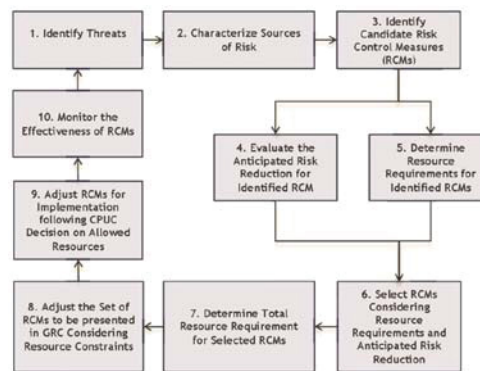 1. Identify Threats
2. Characterize Sources
of Risk
3. Identify
Candidate Risk
Control Measures
(RCMs)
4. Evaluate the
Anticipated Risk
Reduction for
Identified RCM
5. Determine
Resource
Requirements for
Identified RCMs
6. Select RCMs
Considering
Resource
Requirements and
Anticipated Risk
Reduction
7. Determine Total
Resource Requirement
for Selected RCMs
8. Adjust the Set of
RCMs to be presented
in GRC Considering
Resource Constraints
9. Adjust RCMs for
Implementation
following CPUC
Decision on Allowed
Resources
10. Monitor the
Effectiveness of RCMs